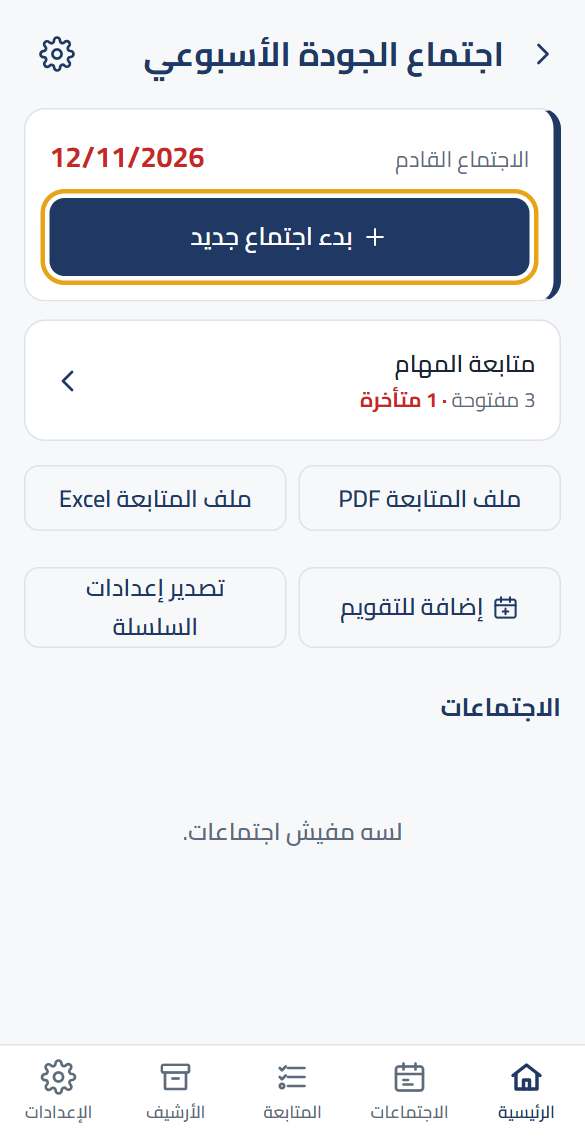 اجتماع الجودة الأسبوعي
الاجتماع القادم
12/11/2026
بدء اجتماع جديد
متابعة المهام
3 مفتوحة · 1 متأخرة
ملف المتابعة PDF
ملف المتابعة Excel
إضافة للتقويم
تصدير إعدادات
السلسلة
الاجتماعات
لسه مفيش اجتماعات.
الرئيسية
الاجتماعات
المتابعة
الأرشيف
الإعدادات